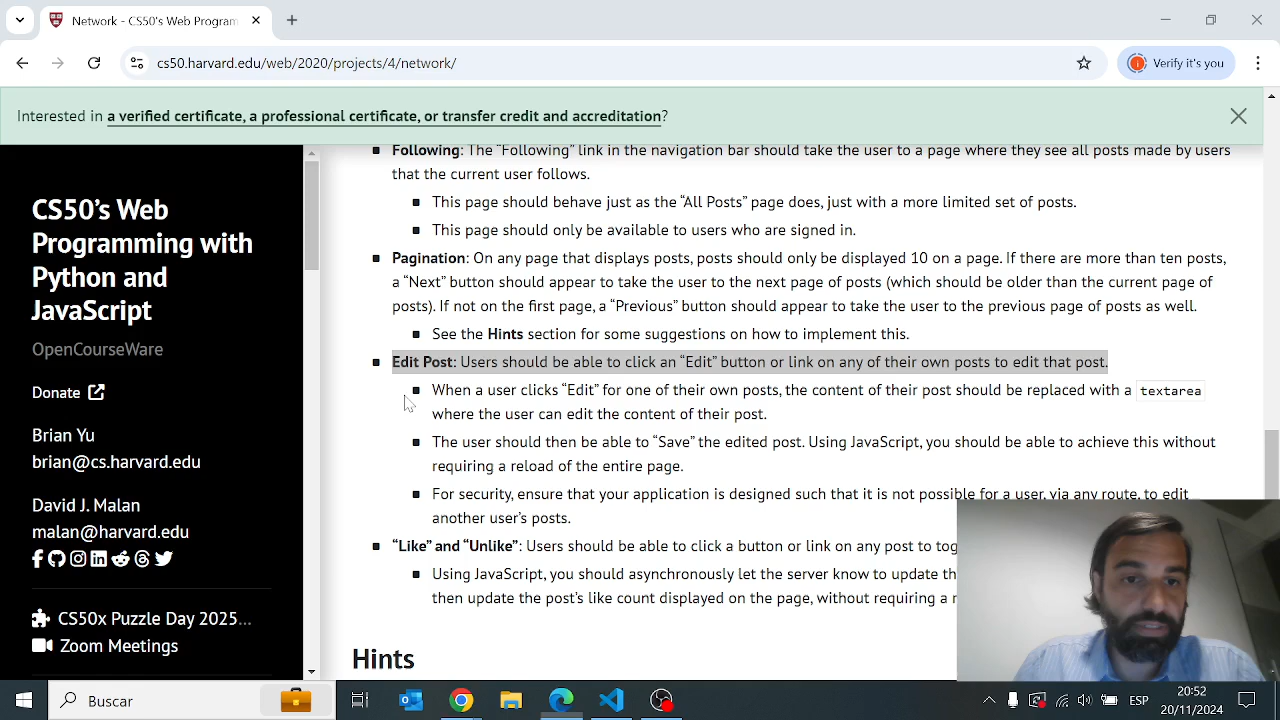 Network - CS50's Web Program
cs50.harvard.edu/web/2020/projects/4/network/
Verify it's you
Interested in a verified certificate, a professional certificate, or transfer credit and accreditation?
CS50's Web
Programming with
Python and
JavaScript
OpenCourseWare
Donate
Brian Yu
brian@cs.harvard.edu
David J. Malan
malan@harvard.edu
CS50x Puzzle Day 2025...
Zoom Meetings
Following: The “Following” link in the navigation bar should take the user to a page where they see all posts made by users
that the current user follows.
This page should behave just as the “All Posts” page does, just with a more limited set of posts.
This page should only be available to users who are signed in.
Pagination: On any page that displays posts, posts should only be displayed 10 on a page. If there are more than ten posts,
a “Next” button should appear to take the user to the next page of posts (which should be older than the current page of
posts). If not on the first page, a “Previous” button should appear to take the user to the previous page of posts as well.
See the Hints section for some suggestions on how to implement this.
Edit Post: Users should be able to click an “Edit” button or link on any of their own posts to edit that post.
When a user clicks “Edit” for one of their own posts, the content of their post should be replaced with a textarea
where the user can edit the content of their post.
The user should then be able to “Save” the edited post. Using JavaScript, you should be able to achieve this without
requiring a reload of the entire page.
For security, ensure that your application is designed such that it is not possible for a user, via any route, to edit
another user’s posts.
“Like” and “Unlike”: Users should be able to click a button or link on any post to tog
Using JavaScript, you should asynchronously let the server know to update th
then update the post’s like count displayed on the page, without requiring a r
Hints
Buscar
ESP
20:52
20/11/2024